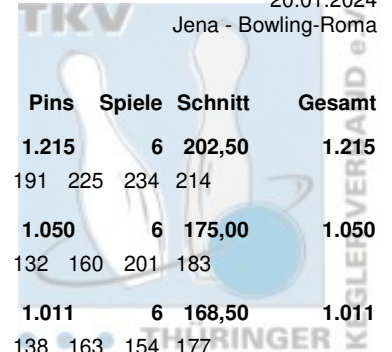 20.01.2024
TKV
Jena - Bowling-Roma
Pins Spiele Schnitt Gesamt
1.215 6 202,50 1.215
191 225 234 214
1.050 6 175,00 1.050
132 160 201 183
1.011 6 168,50 1.011
138 163 154 177
THÜRINGER
KEGLER VERBAND e.V.